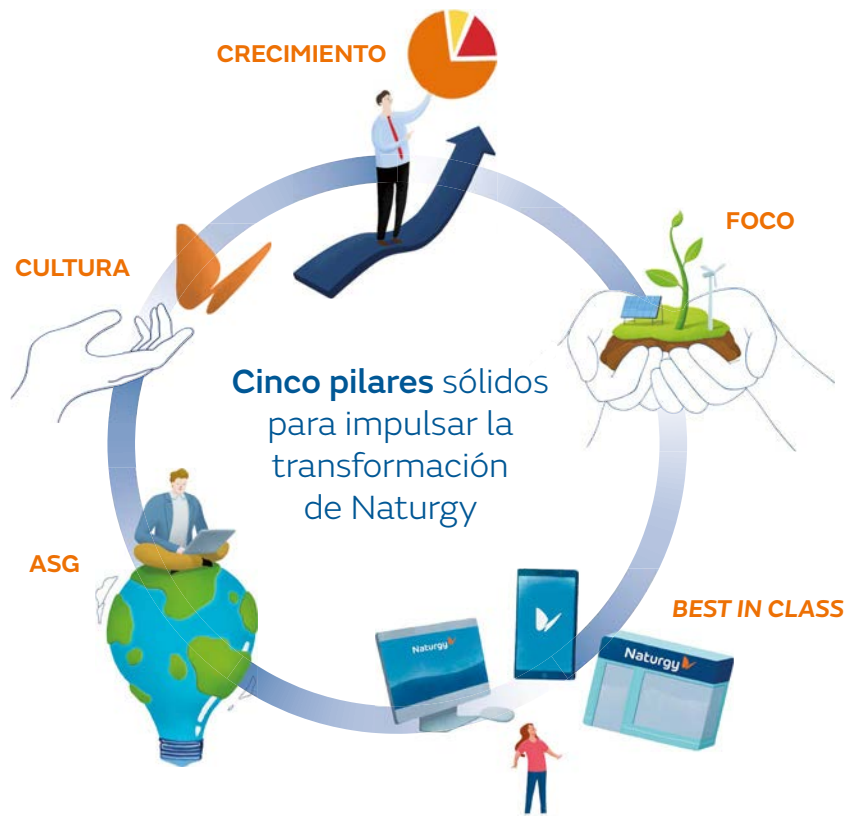 CRECIMIENTO
FOCO
CULTURA
Cinco pilares sólidos
para impulsar la
transformación
de Naturgy
ASG
BEST IN CLASS
Naturgy
Naturgy